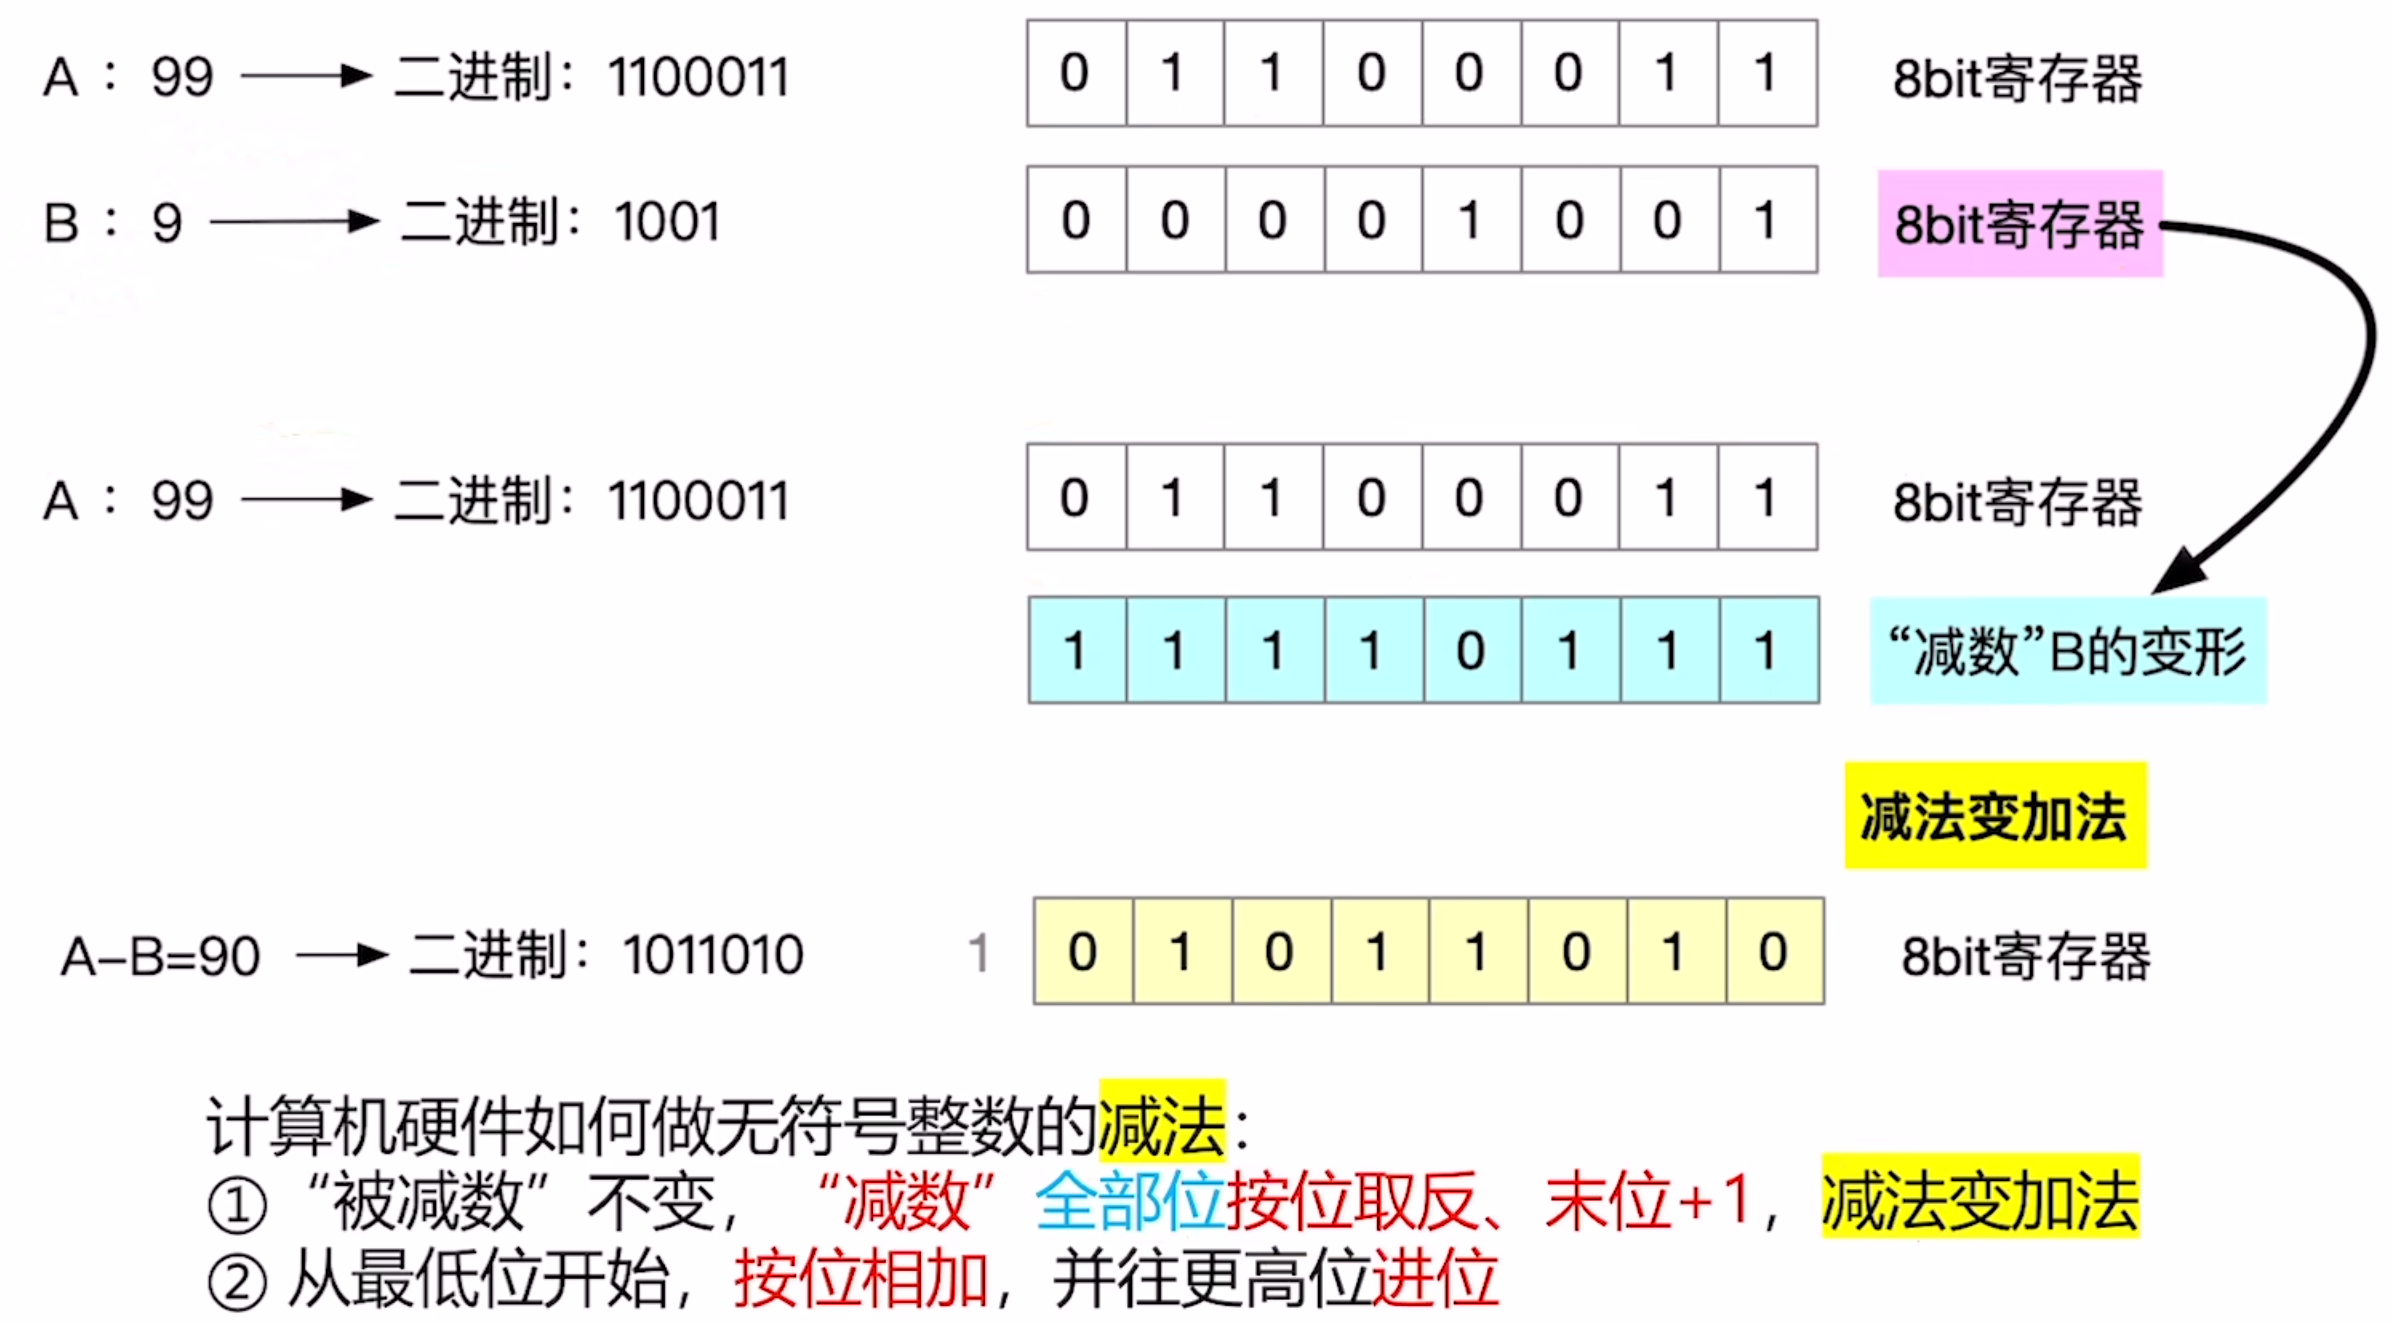 A : 99 二进制：1100011 0 1 1 0 0 0 1 1 8bit寄存器
B : 9 二进制：1001 0 0 0 0 1 0 0 1 8bit寄存器
A : 99 二进制：1100011 0 1 1 0 0 0 1 1 8bit寄存器
1 1 1 1 0 1 1 1 “减数”B的变形
减法变加法
A–B=90 二进制：1011010 1 0 1 0 1 1 0 1 0 8bit寄存器
计算机硬件如何做无符号整数的减法：
① “被减数”不变，“减数”全部位按位取反、末位+1，减法变加法
② 从最低位开始，按位相加，并往更高位进位